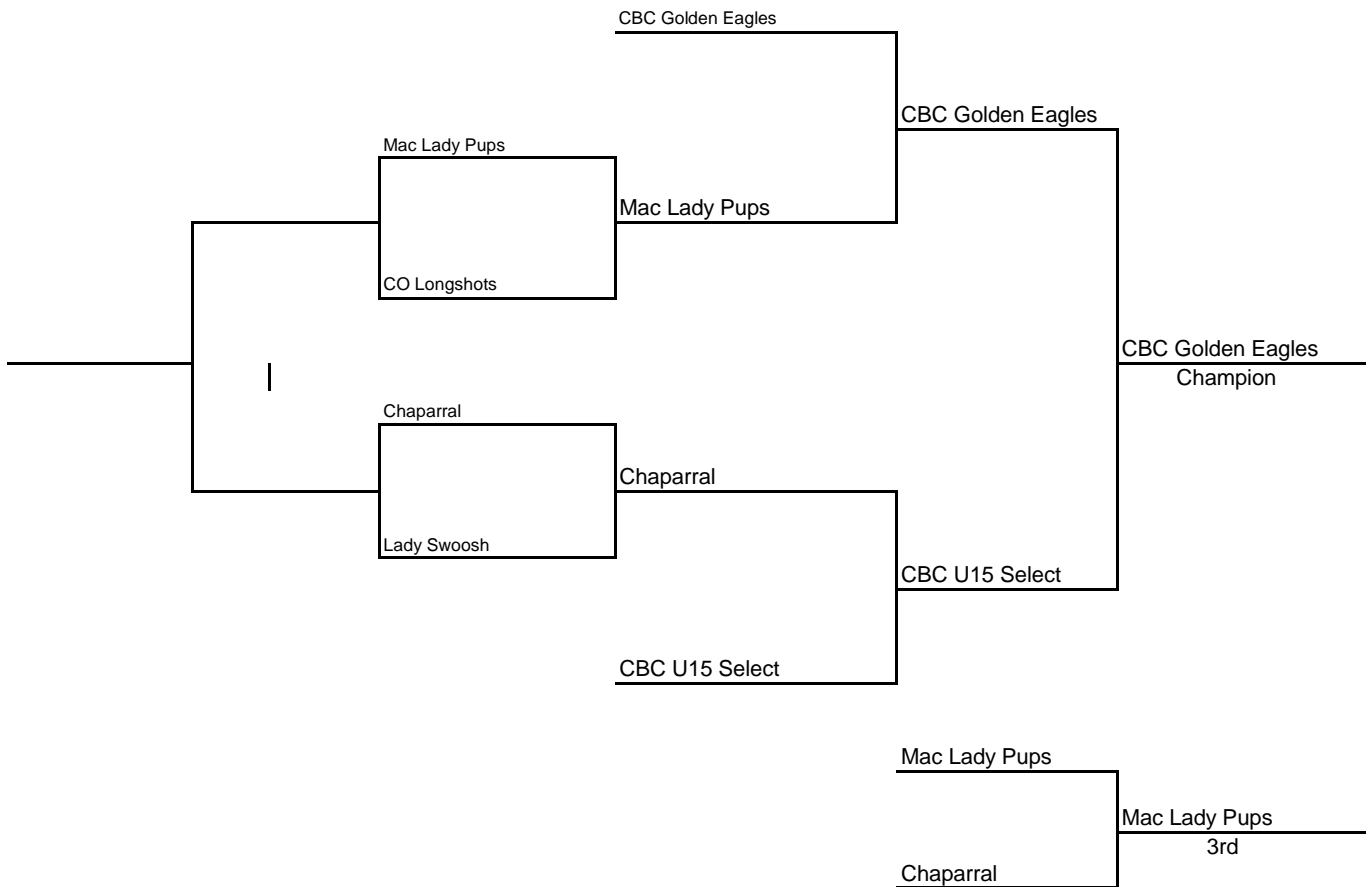 CBC Golden Eagles
CBC Golden Eagles
Mac Lady Pups
Mac Lady Pups
CO Longshots
CBC Golden Eagles
Champion
Chaparral
Chaparral
Lady Swoosh
CBC U15 Select
CBC U15 Select
Mac Lady Pups
Mac Lady Pups
3rd
Chaparral